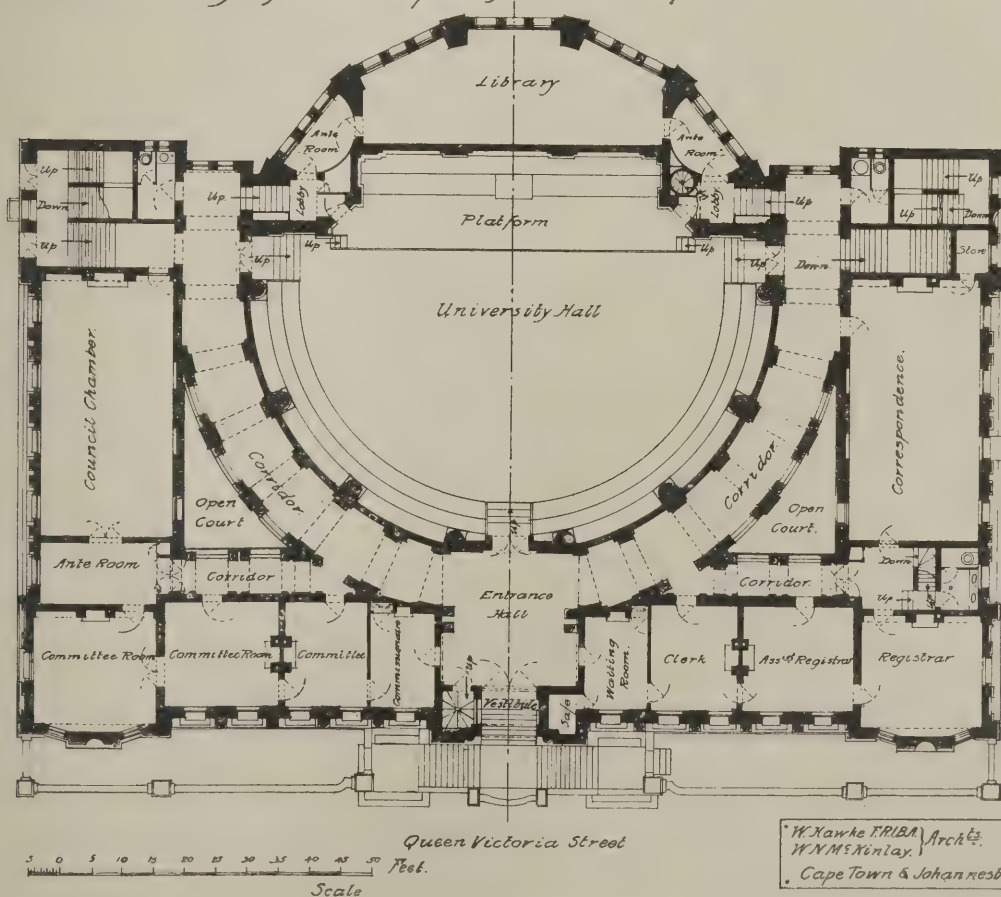 Library
Ante
Room
Ante
Room
Up
Down
Up
Up
Lobby
Lobby
Up
Up
Up
Down
Platform
Up
Up
Up
Up
Down
Store
University Hall
Council Chamber.
Correspondence.
Corridor
Corridor.
Open
Court
Open
Court.
Up
Ante Room
Corridor
Entrance
Hall
Corridor.
Down
Up
Up
Committee Room
Committee Room
Committee
Commissionaire
Up
Vestibule
Safe
Waiting
Room.
Clerk
Assnt Registrar
Registrar
Queen Victoria Street
5 0 5 10 15 20 25 30 35 40 45 50 Feet.
Scale
W. Hawke F.R.I.B.A.
W N McKinlay.
Archts.
Cape Town &